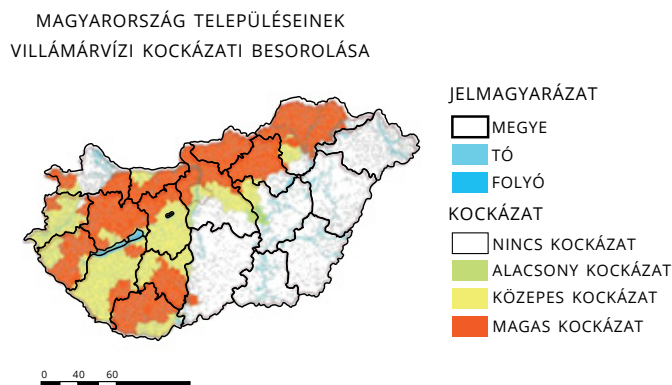 MAGYARORSZÁG TELEPÜLÉSEINEK
VILLÁMÁRVÍZI KOCKÁZATI BESOROLÁSA
JELMAGYARÁZAT
MEGYE
TÓ
FOLYÓ
KOCKÁZAT
NINCS KOCKÁZAT
ALACSONY KOCKÁZAT
KÖZEPES KOCKÁZAT
MAGAS KOCKÁZAT
0 40 60